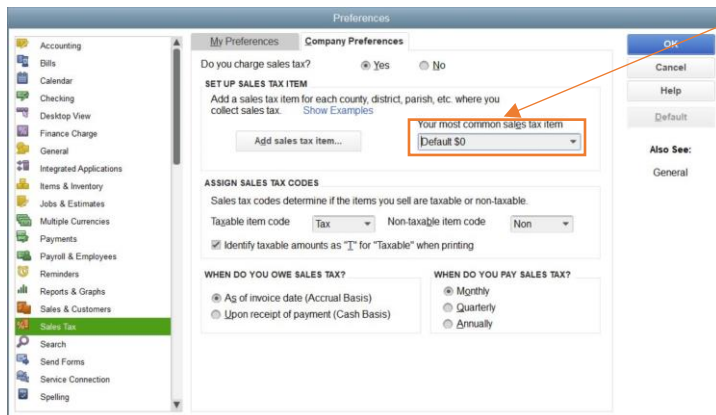 Preferences
Accounting
Bills
Calendar
Checking
Desktop View
Finance Charge
General
Integrated Applications
Items & Inventory
Jobs & Estimates
Multiple Currencies
Payments
Payroll & Employees
Reminders
Reports & Graphs
Sales & Customers
Sales Tax
Search
Send Forms
Service Connection
Spelling
My Preferences Company Preferences
Do you charge sales tax? Yes No
SET UP SALES TAX ITEM
Add a sales tax item for each county, district, parish, etc. where you
collect sales tax. Show Examples
Your most common sales tax item
Add sales tax item... Default $0
ASSIGN SALES TAX CODES
Sales tax codes determine if the items you sell are taxable or non-taxable.
Taxable item code Tax Non-taxable item code Non
Identify taxable amounts as "T" for "Taxable" when printing
WHEN DO YOU OWE SALES TAX?
As of invoice date (Accrual Basis)
Upon receipt of payment (Cash Basis)
WHEN DO YOU PAY SALES TAX?
Monthly
Quarterly
Annually
OK
Cancel
Help
Default
Also See:
General